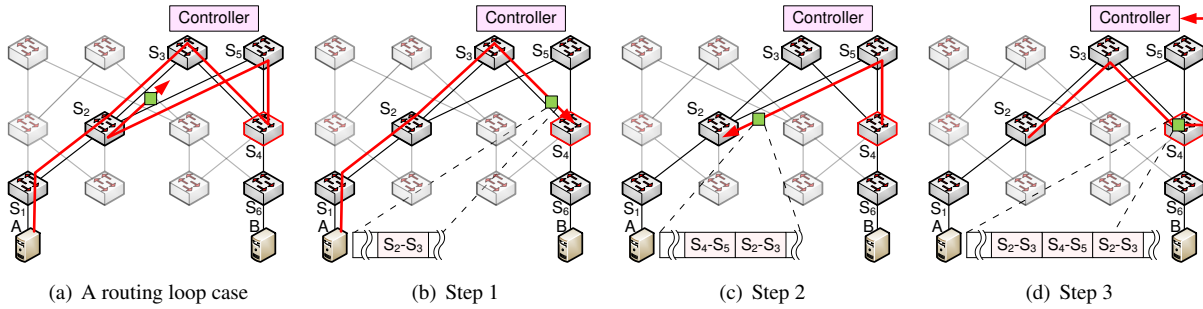 Controller
S3
S5
S2
S4
S1
S6
A
B
(a) A routing loop case
Controller
S3
S5
S2
S4
S1
S6
A
B
S2-S3
(b) Step 1
Controller
S3
S5
S2
S4
S1
S6
A
B
S4-S5 S2-S3
(c) Step 2
Controller
S3
S5
S2
S4
S1
S6
A
B
S2-S3 S4-S5 S2-S3
(d) Step 3